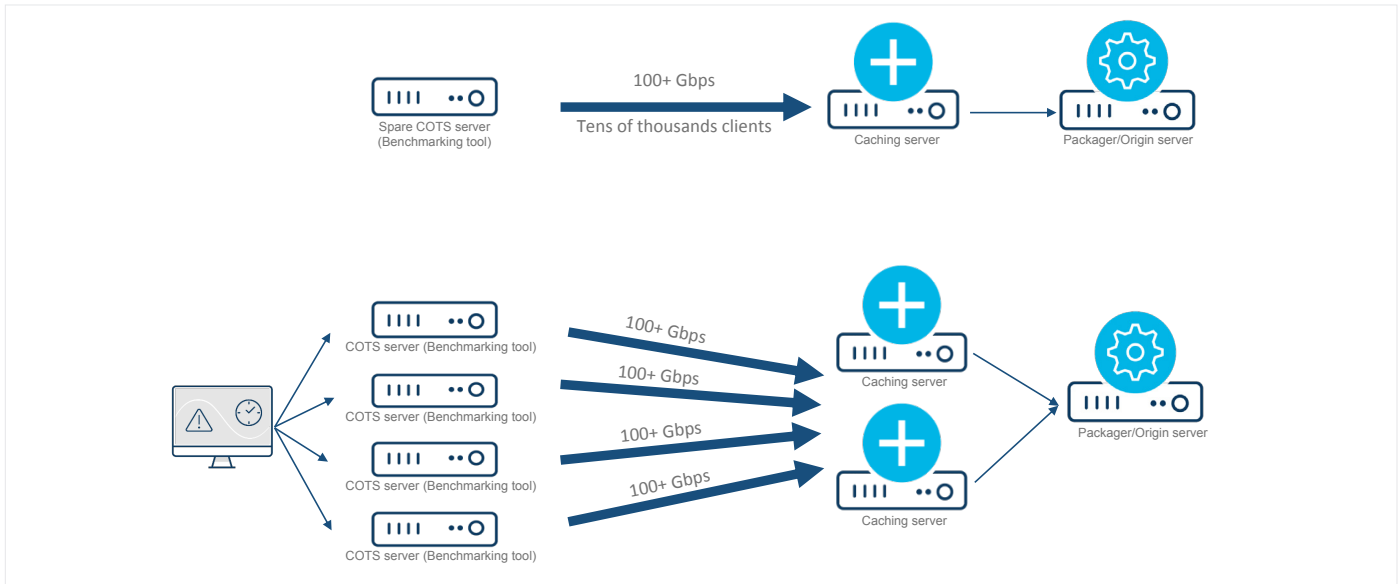 100+ Gbps
Spare COTS server
(Benchmarking tool)
Tens of thousands clients
Caching server
Packager/Origin server
COTS server (Benchmarking tool)
COTS server (Benchmarking tool)
COTS server (Benchmarking tool)
COTS server (Benchmarking tool)
100+ Gbps
100+ Gbps
100+ Gbps
100+ Gbps
Caching server
Caching server
Packager/Origin server